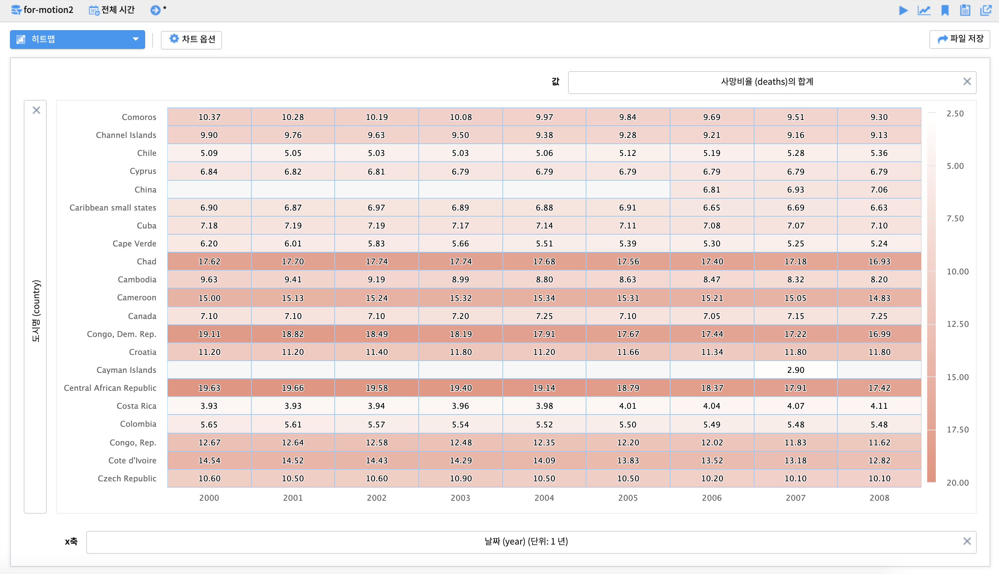 for-motion2 전체 시간 *
히트맵 차트 옵션 파일 저장
값 사망비율 (deaths)의 합계
도시명 (country)
Comoros 10.37 10.28 10.19 10.08 9.97 9.84 9.69 9.51 9.30
Channel Islands 9.90 9.76 9.63 9.50 9.38 9.28 9.21 9.16 9.13
Chile 5.09 5.05 5.03 5.03 5.06 5.12 5.19 5.28 5.36
Cyprus 6.84 6.82 6.81 6.79 6.79 6.79 6.79 6.79 6.79
China 6.81 6.93 7.06
Caribbean small states 6.90 6.87 6.97 6.89 6.88 6.91 6.65 6.69 6.63
Cuba 7.18 7.19 7.19 7.17 7.14 7.11 7.08 7.07 7.10
Cape Verde 6.20 6.01 5.83 5.66 5.51 5.39 5.30 5.25 5.24
Chad 17.62 17.70 17.74 17.74 17.68 17.56 17.40 17.18 16.93
Cambodia 9.63 9.41 9.19 8.99 8.80 8.63 8.47 8.32 8.20
Cameroon 15.00 15.13 15.24 15.32 15.34 15.31 15.21 15.05 14.83
Canada 7.10 7.10 7.10 7.20 7.25 7.10 7.05 7.15 7.25
Congo, Dem. Rep. 19.11 18.82 18.49 18.19 17.91 17.67 17.44 17.22 16.99
Croatia 11.20 11.20 11.40 11.80 11.20 11.66 11.34 11.80 11.80
Cayman Islands 2.90
Central African Republic 19.63 19.66 19.58 19.40 19.14 18.79 18.37 17.91 17.42
Costa Rica 3.93 3.93 3.94 3.96 3.98 4.01 4.04 4.07 4.11
Colombia 5.65 5.61 5.57 5.54 5.52 5.50 5.49 5.48 5.48
Congo, Rep. 12.67 12.64 12.58 12.48 12.35 12.20 12.02 11.83 11.62
Cote d'Ivoire 14.54 14.52 14.43 14.29 14.09 13.83 13.52 13.18 12.82
Czech Republic 10.60 10.50 10.60 10.90 10.50 10.50 10.20 10.10 10.10
2000 2001 2002 2003 2004 2005 2006 2007 2008
2.50
5.00
7.50
10.00
12.50
15.00
17.50
20.00
x축 날짜 (year) (단위: 1 년)